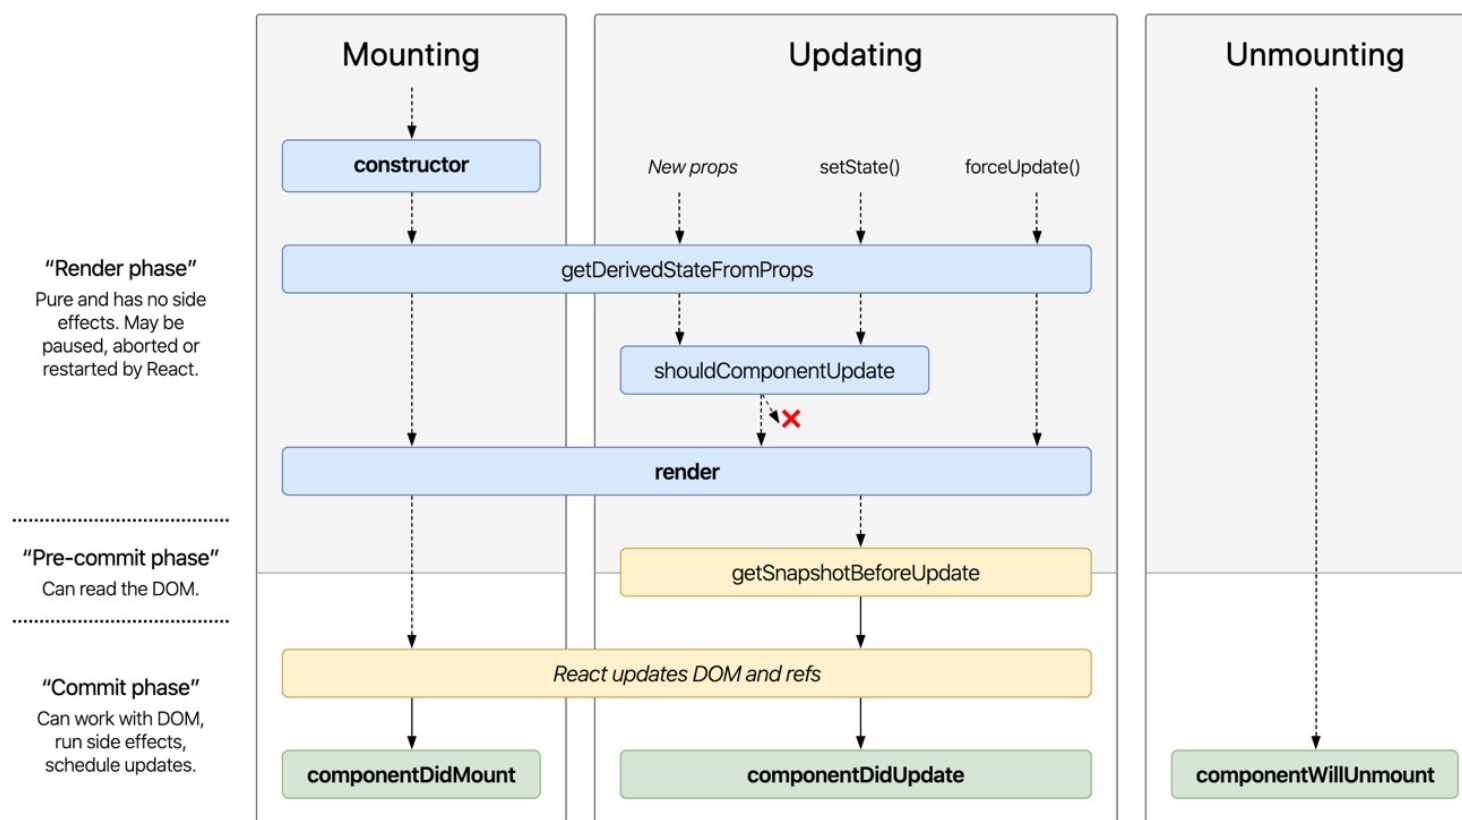 Mounting
Updating
Unmounting
constructor
New props
setState()
forceUpdate()
“Render phase”
Pure and has no side
effects. May be
paused, aborted or
restarted by React.
getDerivedStateFromProps
shouldComponentUpdate
render
“Pre-commit phase”
Can read the DOM.
getSnapshotBeforeUpdate
“Commit phase”
Can work with DOM,
run side effects,
schedule updates.
React updates DOM and refs
componentDidMount
componentDidUpdate
componentWillUnmount